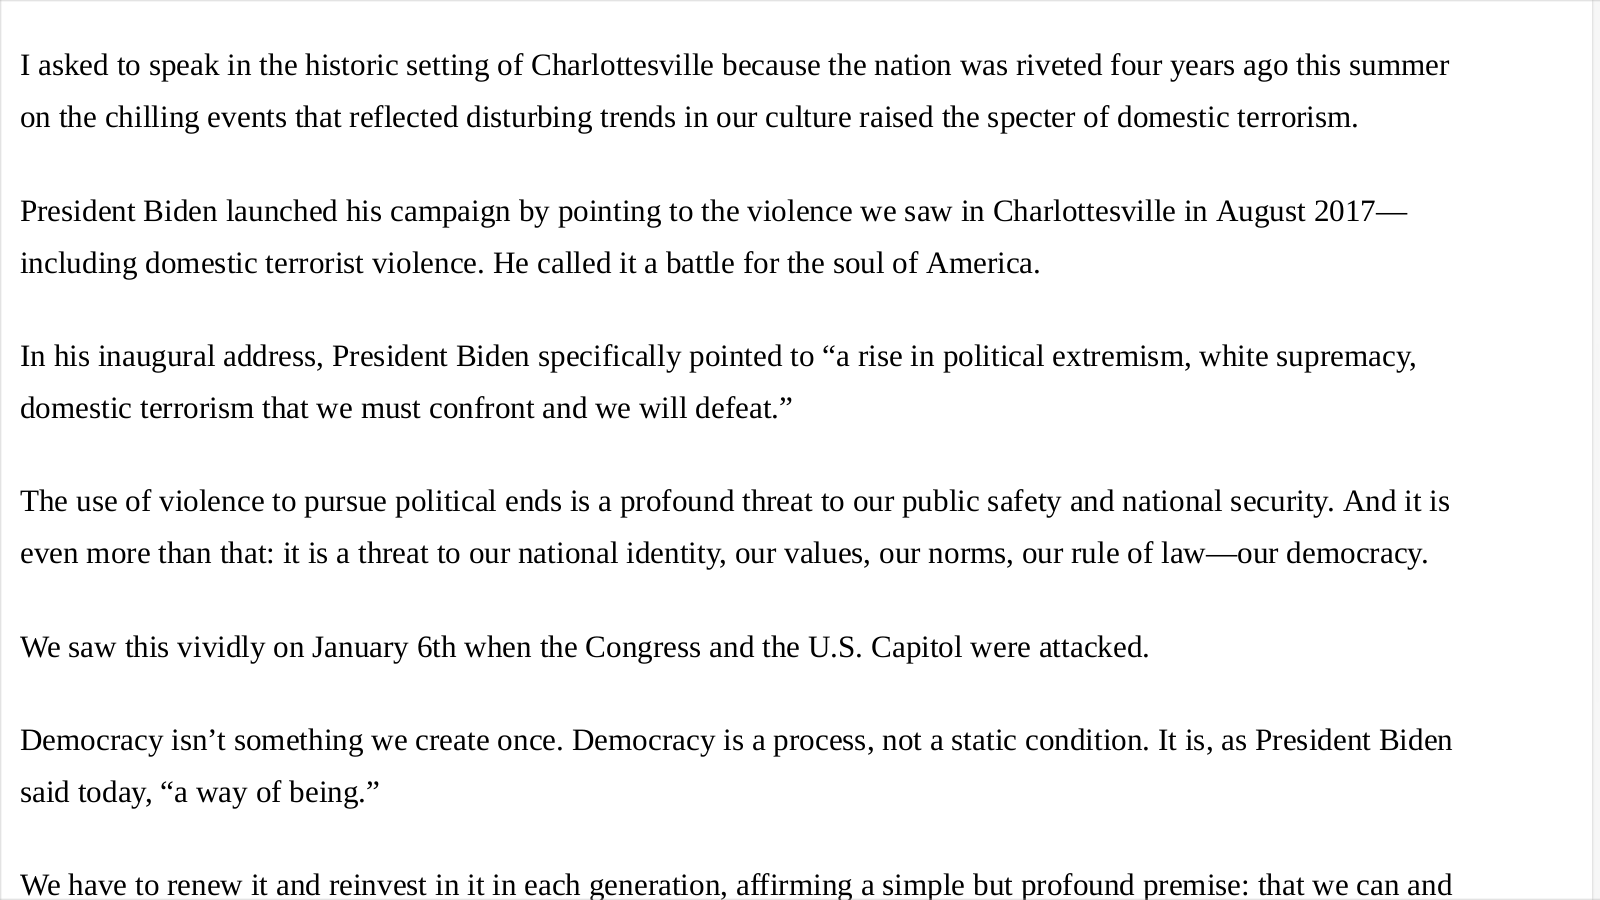 I asked to speak in the historic setting of Charlottesville because the nation was riveted four years ago this summer
on the chilling events that reflected disturbing trends in our culture raised the specter of domestic terrorism.
President Biden launched his campaign by pointing to the violence we saw in Charlottesville in August 2017—
including domestic terrorist violence. He called it a battle for the soul of America.
In his inaugural address, President Biden specifically pointed to “a rise in political extremism, white supremacy,
domestic terrorism that we must confront and we will defeat.”
The use of violence to pursue political ends is a profound threat to our public safety and national security. And it is
even more than that: it is a threat to our national identity, our values, our norms, our rule of law—our democracy.
We saw this vividly on January 6th when the Congress and the U.S. Capitol were attacked.
Democracy isn’t something we create once. Democracy is a process, not a static condition. It is, as President Biden
said today, “a way of being.”
We have to renew it and reinvest in it in each generation, affirming a simple but profound premise: that we can and